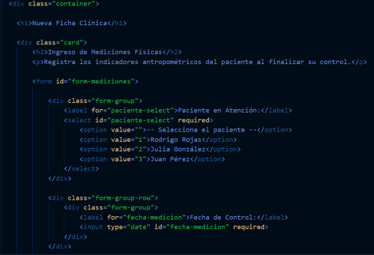 <div class="container">
<h1>Nueva Ficha Clínica</h1>
<div class="card">
<h2>Ingreso de Mediciones Físicas</h2>
<p>Registra los indicadores antropométricos del paciente al finalizar su control.</p>
<form id="form-mediciones">
<div class="form-group">
<label for="paciente-select">Paciente en Atención:</label>
<select id="paciente-select" required>
<option value="">-- Selecciona el paciente --</option>
<option value="1">Rodrigo Rojas</option>
<option value="2">Julia González</option>
<option value="3">Juan Pérez</option>
</select>
</div>
<div class="form-group-row">
<div class="form-group">
<label for="fecha-medicion">Fecha de Control:</label>
<input type="date" id="fecha-medicion" required>
</div>
</div>